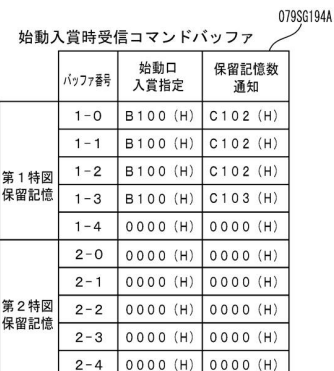 079SG194A
始動入賞時受信コマンドバッファ
バッファ番号 始動口入賞指定 保留記憶数通知
第1特図保留記憶
1-0 B100 (H) C102 (H)
1-1 B100 (H) C102 (H)
1-2 B100 (H) C102 (H)
1-3 B100 (H) C103 (H)
1-4 0000 (H) 0000 (H)
第2特図保留記憶
2-0 0000 (H) 0000 (H)
2-1 0000 (H) 0000 (H)
2-2 0000 (H) 0000 (H)
2-3 0000 (H) 0000 (H)
2-4 0000 (H) 0000 (H)